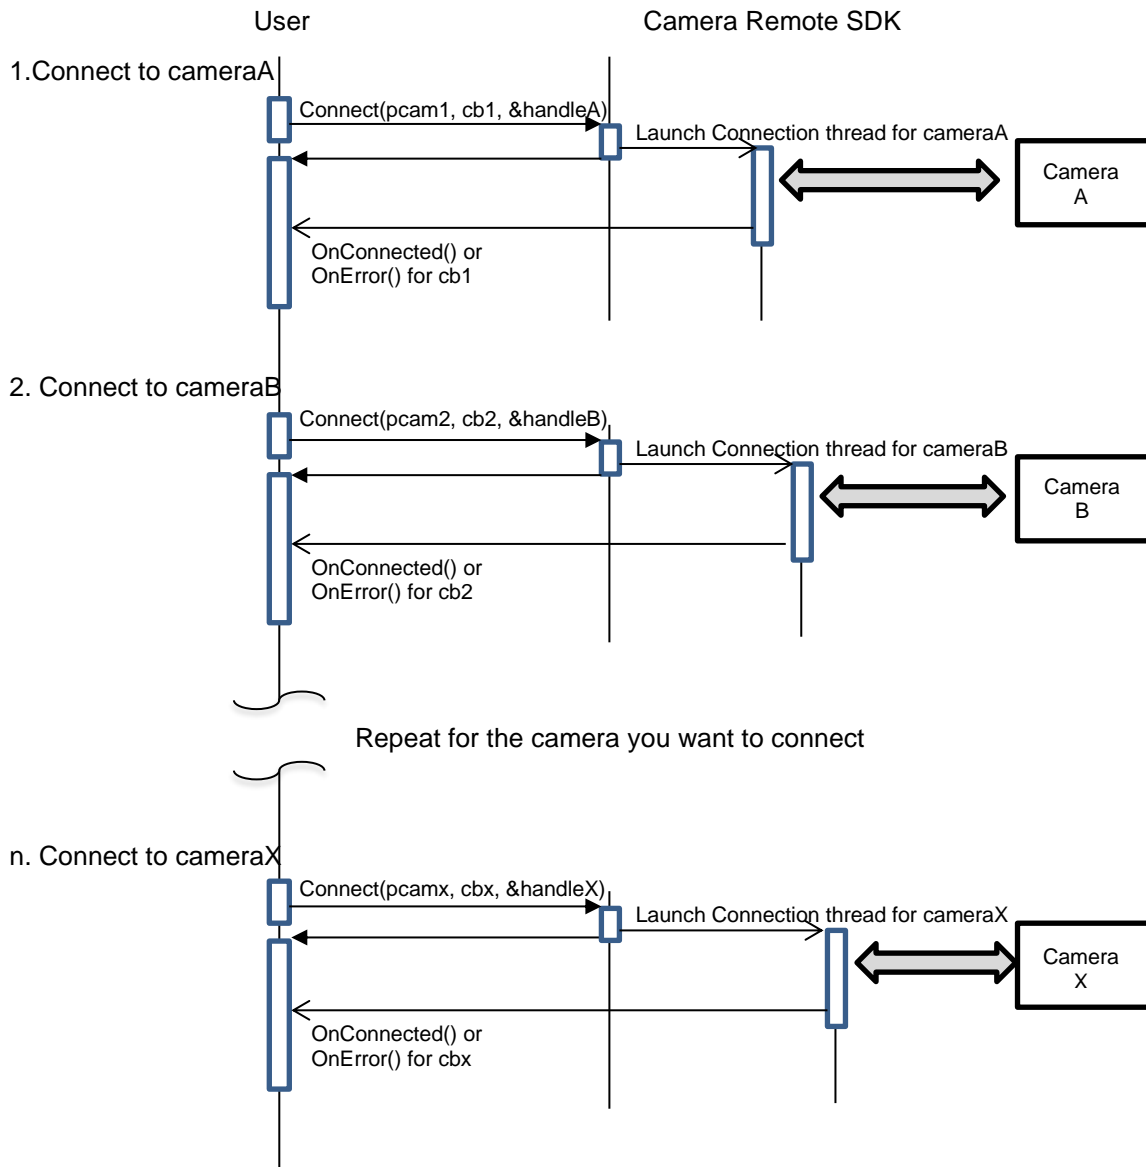 User
Camera Remote SDK
1.Connect to cameraA
Connect(pcam1, cb1, &handleA)
Launch Connection thread for cameraA
Camera
A
OnConnected() or
OnError() for cb1
2. Connect to cameraB
Connect(pcam2, cb2, &handleB)
Launch Connection thread for cameraB
Camera
B
OnConnected() or
OnError() for cb2
Repeat for the camera you want to connect
n. Connect to cameraX
Connect(pcamx, cbx, &handleX)
Launch Connection thread for cameraX
Camera
X
OnConnected() or
OnError() for cbx